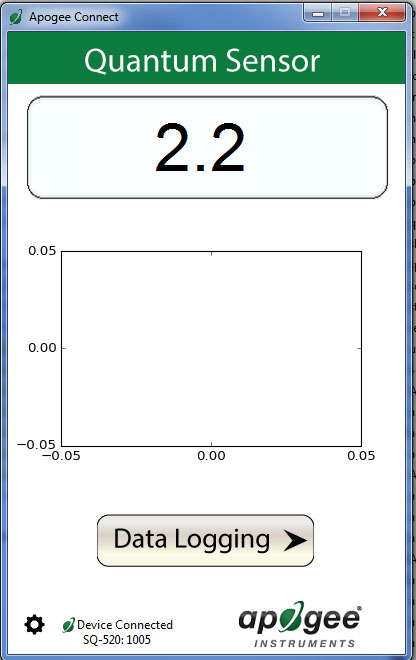 Apogee Connect
Quantum Sensor
2.2
0.05
0.00
−0.05
−0.05 0.00 0.05
Data Logging
Device Connected
SQ-520: 1005
apogee®
INSTRUMENTS